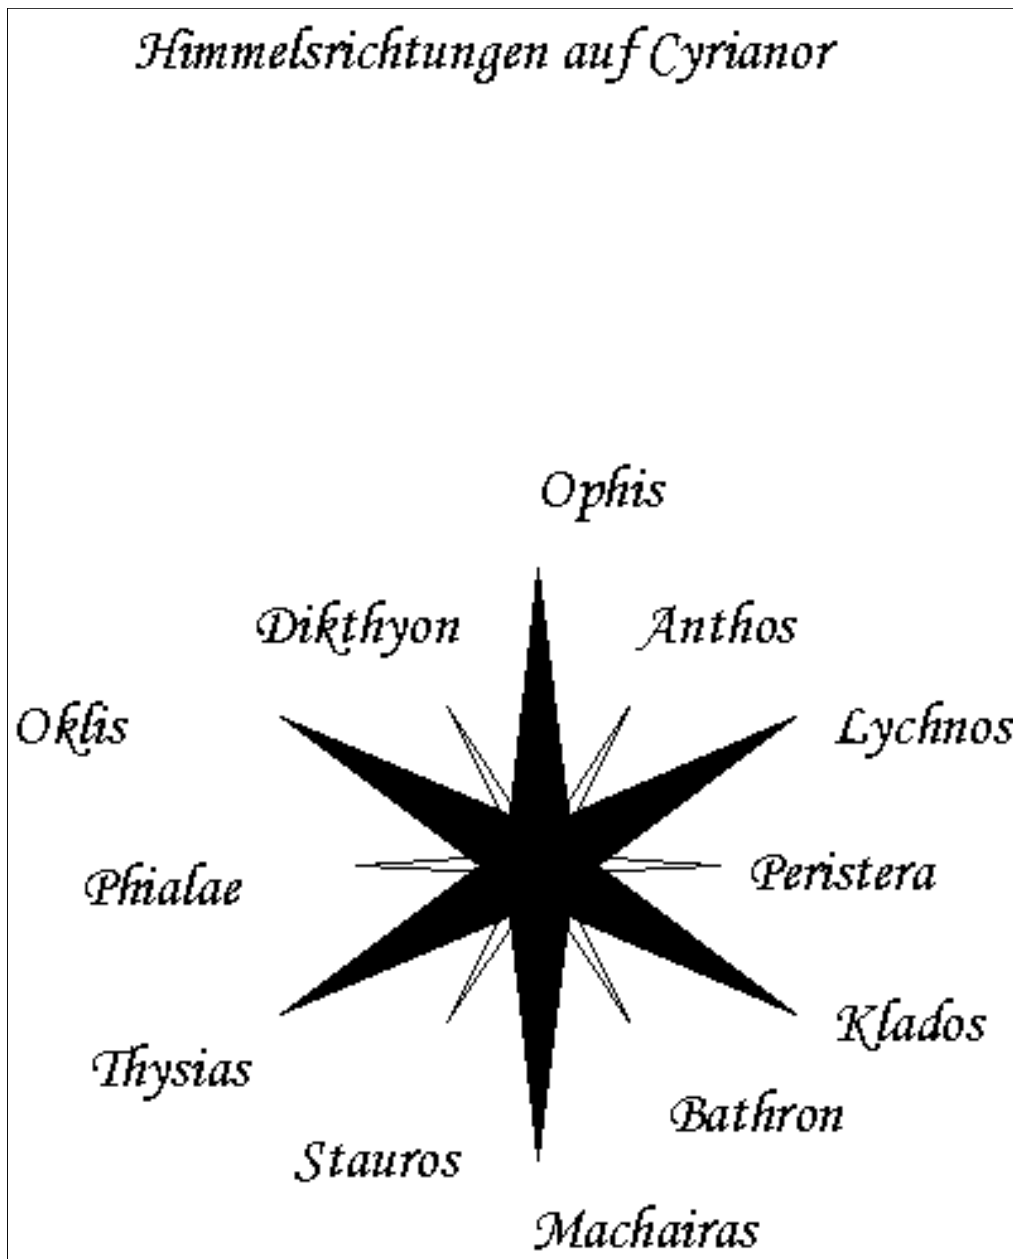 Himmelsrichtungen auf Cyrianor
Ophis
Dikthyon
Anthos
Oklis
Lychnos
Phialae
Peristera
Thysias
Klados
Bathron
Stauros
Machairas